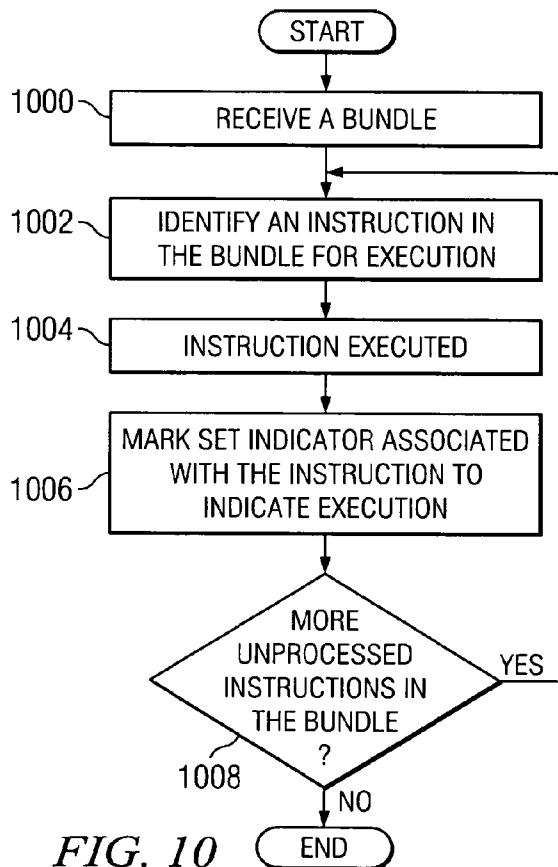 START
1000
RECEIVE A BUNDLE
1002
IDENTIFY AN INSTRUCTION IN
THE BUNDLE FOR EXECUTION
1004
INSTRUCTION EXECUTED
1006
MARK SET INDICATOR ASSOCIATED
WITH THE INSTRUCTION TO
INDICATE EXECUTION
MORE
UNPROCESSED
INSTRUCTIONS IN
THE BUNDLE
?
YES
1008
NO
FIG. 10
END